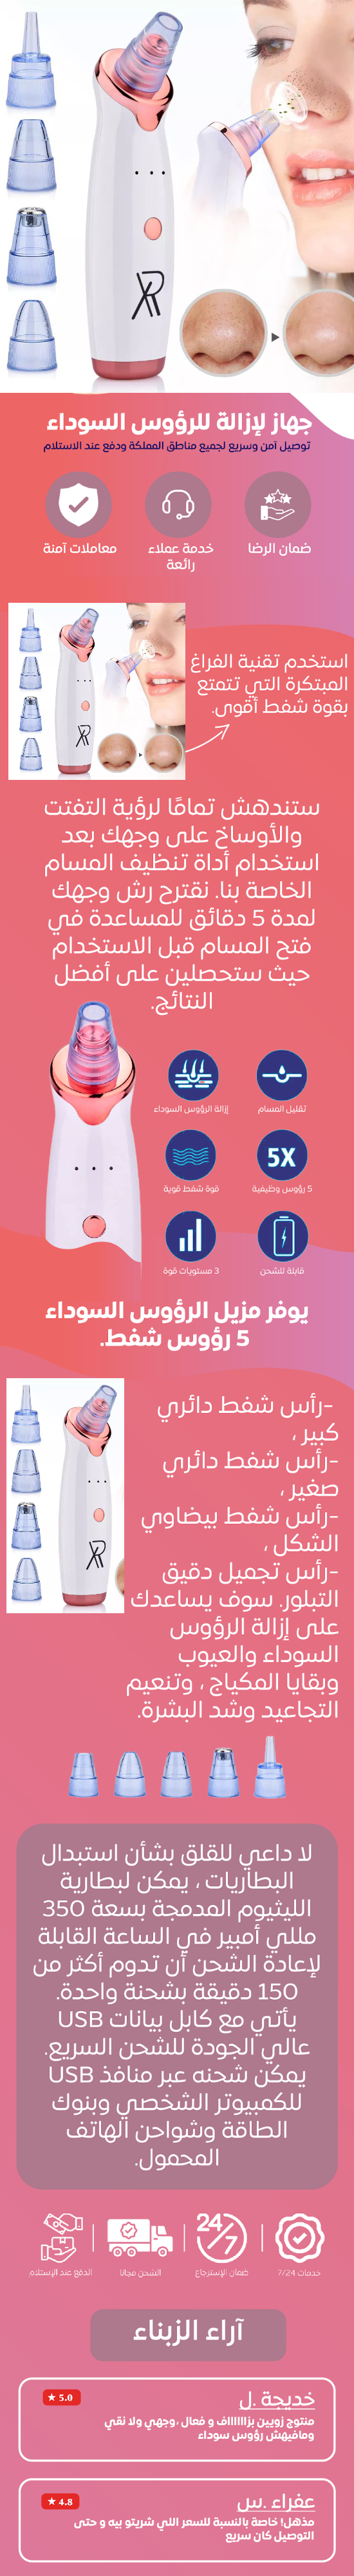 XR
جهاز لإزالة للرؤوس السوداء
توصيل آمن وسريع لجميع مناطق المملكة ودفع عند الاستلام
ضمان الرضا
خدمة عملاء
رائعة
معاملات آمنة
استخدم تقنية الفراغ
المبتكرة التي تتمتع
بقوة شفط أقوى.
XR
ستندهش تمامًا لرؤية التفتت
والأوساخ على وجهك بعد
استخدام أداة تنظيف المسام
الخاصة بنا. نقترح رش وجهك
لمدة 5 دقائق للمساعدة في
فتح المسام قبل الاستخدام
حيث ستحصلين على أفضل
النتائج.
تقليل المسام
إزالة الرؤوس السوداء
5X
5 رؤوس وظيفية
قوة شفط قوية
قابلة للشحن
3 مستويات قوة
يوفر مزيل الرؤوس السوداء
5 رؤوس شفط.
-رأس شفط دائري
كبير ،
-رأس شفط دائري
صغير ،
-رأس شفط بيضاوي
الشكل ،
-رأس تجميل دقيق
التبلور. سوف يساعدك
على إزالة الرؤوس
السوداء والعيوب
وبقايا المكياج ، وتنعيم
التجاعيد وشد البشرة.
XR
لا داعي للقلق بشأن استبدال
البطاريات ، يمكن لبطارية
الليثيوم المدمجة بسعة 350
مللي أمبير في الساعة القابلة
لإعادة الشحن أن تدوم أكثر من
150 دقيقة بشحنة واحدة.
يأتي مع كابل بيانات USB
عالي الجودة للشحن السريع.
يمكن شحنه عبر منافذ USB
للكمبيوتر الشخصي وبنوك
الطاقة وشواحن الهاتف
المحمول.
24/7
خدمات 7/24
ضمان الإسترجاع
الشحن مجانا
الدفع عند الإستلام
آراء الزبناء
خديجة .ل
5.0
منتوج زويين بزاااااف و فعال ،وجهي ولا نقي
ومافيهش رؤوس سوداء
عفراء .س
4.8
مذهل! خاصة بالنسبة للسعر اللي شريتو بيه و حتى
التوصيل كان سريع